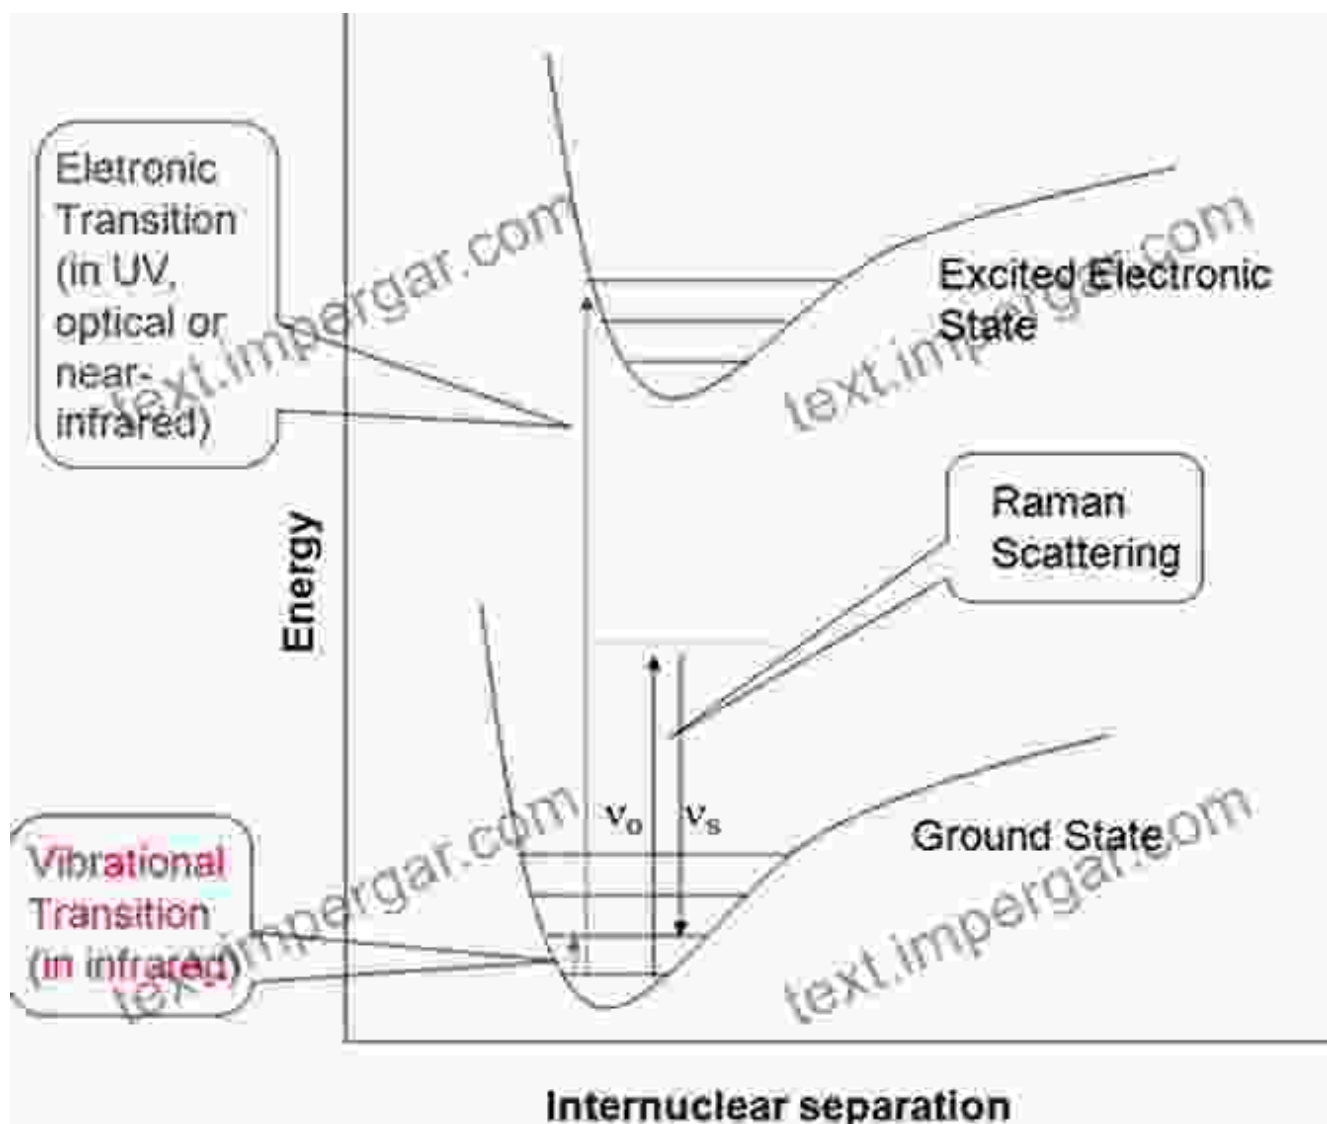 Eletronic
Transition
(in UV,
optical or
near-
infrared)
Excited Electronic
State
Raman
Scattering
Energy
νo
νs
Ground State
Vibrational
Transition
(in infrared)
Internuclear separation
text.impergar.com
text.impergar.com
text.impergar.com
text.impergar.com